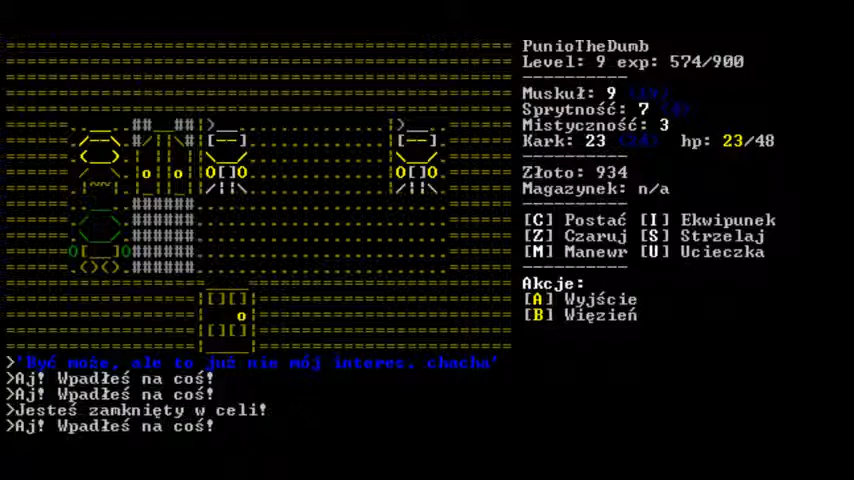 PunioTheDumb
Level: 9 exp: 574/900
Muskuł: 9 (14)
Sprytność: 7 (8)
Mistyczność: 3
Kark: 23 hp: 23/48
Złoto: 934
Magazynek: n/a
[C] Postać [I] Ekwipunek
[Z] Czaruj [S] Strzelaj
[M] Manewr [U] Ucieczka
Akcje:
[A] Wyjście
[B] Więzień
>'Być może, ale to już nie mój interes, chacha'
>Aj! Wpadłeś na coś!
>Aj! Wpadłeś na coś!
>Jesteś zamknięty w celi!
>Aj! Wpadłeś na coś!